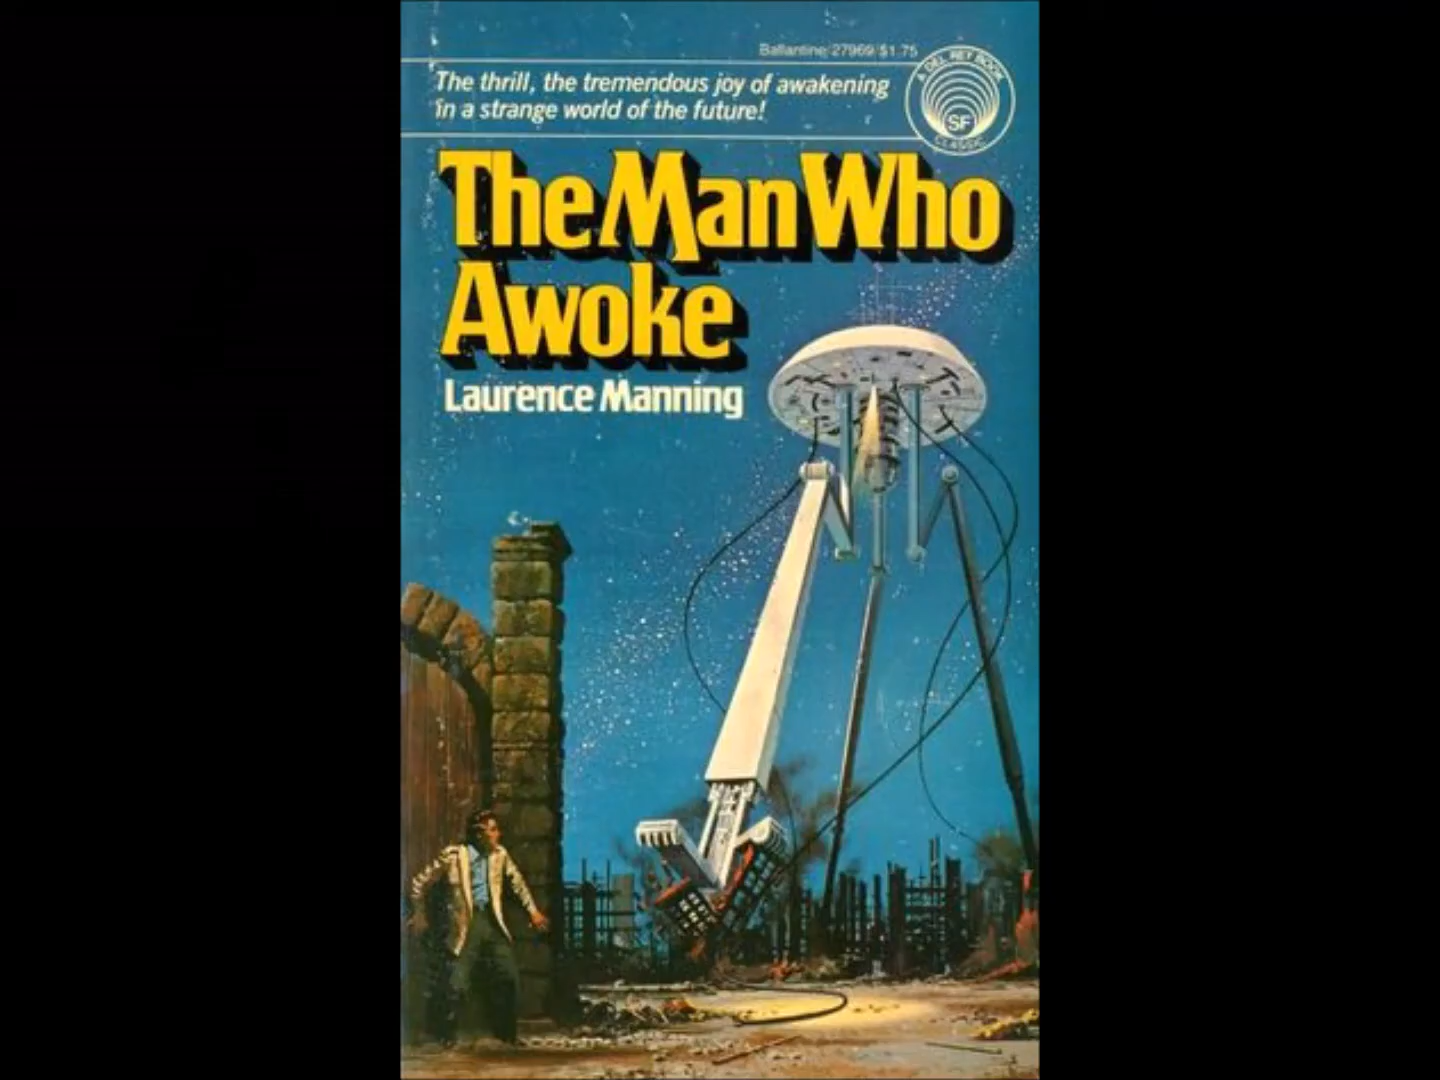 Ballantine/27969/$1.75
The thrill, the tremendous joy of awakening
in a strange world of the future!
A DEL REY BOOK
SF
CLASSIC
The Man Who
Awoke
Laurence Manning